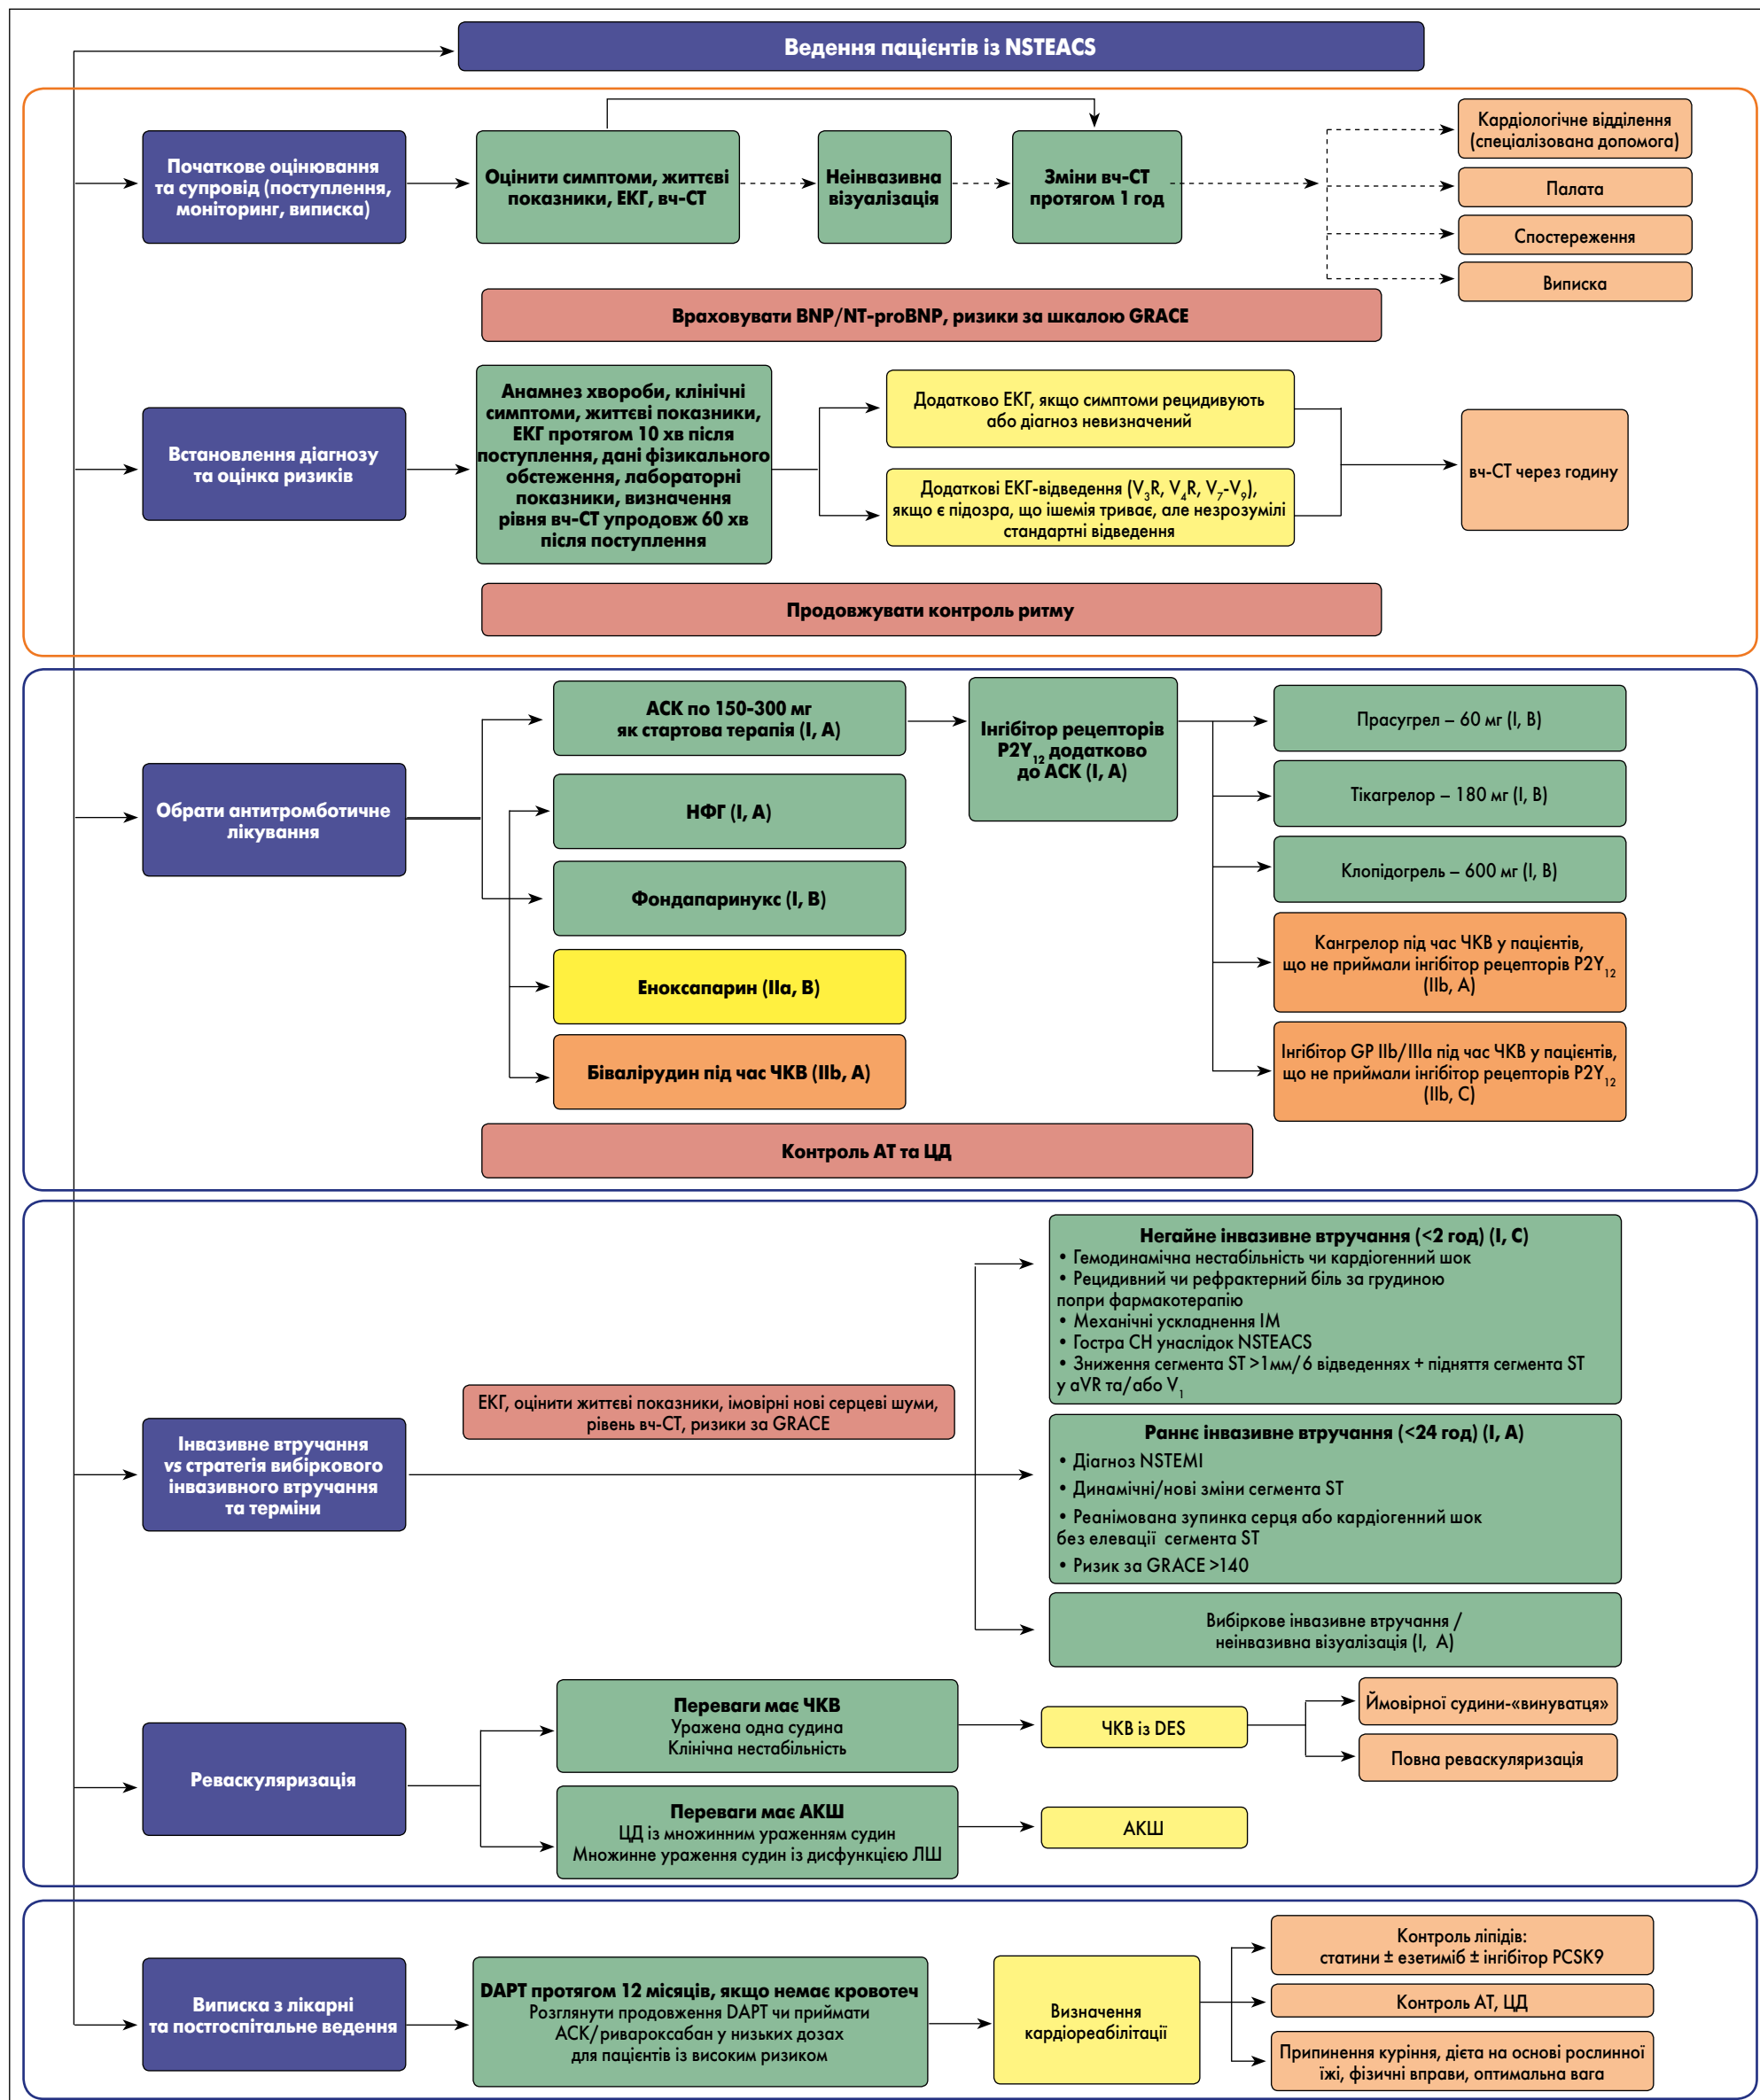 Ведення пацієнтів із NSTEACS
Початкове оцінювання
та супровід (поступлення,
моніторинг, виписка)
Оцінити симптоми, життєві
показники, ЕКГ, вч-СТ
Неінвазивна
візуалізація
Зміни вч-СТ
протягом 1 год
Кардіологічне відділення
(спеціалізована допомога)
Палата
Спостереження
Виписка
Враховувати BNP/NT-proBNP, ризики за шкалою GRACE
Встановлення діагнозу
та оцінка ризиків
Анамнез хвороби, клінічні
симптоми, життєві показники,
ЕКГ протягом 10 хв після
поступлення, дані фізикального
обстеження, лабораторні
показники, визначення
рівня вч-СТ упродовж 60 хв
після поступлення
Додатково ЕКГ, якщо симптоми рецидивують
або діагноз невизначений
Додаткові ЕКГ-відведення (V₃R, V₄R, V₇-V₉),
якщо є підозра, що ішемія триває, але незрозумілі
стандартні відведення
вч-СТ через годину
Продовжувати контроль ритму
Обрати антитромботичне
лікування
АСК по 150-300 мг
як стартова терапія (I, A)
НФГ (I, A)
Фондапаринукс (I, B)
Еноксапарин (IIa, B)
Бівалірудин під час ЧКВ (IIb, A)
Інгібітор рецепторів
P2Y₁₂ додатково
до АСК (I, A)
Прасугрел – 60 мг (I, B)
Тікагрелор – 180 мг (I, B)
Клопідогрель – 600 мг (I, B)
Кангрелор під час ЧКВ у пацієнтів,
що не приймали інгібітор рецепторів P2Y₁₂
(IIb, A)
Інгібітор GP IIb/IIIa під час ЧКВ у пацієнтів,
що не приймали інгібітор рецепторів P2Y₁₂
(IIb, C)
Контроль АТ та ЦД
Інвазивне втручання
vs стратегія вибіркового
інвазивного втручання
та терміни
ЕКГ, оцінити життєві показники, імовірні нові серцеві шуми,
рівень вч-СТ, ризики за GRACE
Негайне інвазивне втручання (<2 год) (I, C)
• Гемодинамічна нестабільність чи кардіогенний шок
• Рецидивний чи рефрактерний біль за грудиною
попри фармакотерапію
• Механічні ускладнення ІМ
• Гостра СН унаслідок NSTEACS
• Зниження сегмента ST >1мм/6 відведеннях + підняття сегмента ST
у aVR та/або V₁
Раннє інвазивне втручання (<24 год) (I, A)
• Діагноз NSTEMI
• Динамічні/нові зміни сегмента ST
• Реанімована зупинка серця або кардіогенний шок
без елевації сегмента ST
• Ризик за GRACE >140
Вибіркове інвазивне втручання /
неінвазивна візуалізація (I, A)
Реваскуляризація
Переваги має ЧКВ
Уражена одна судина
Клінічна нестабільність
ЧКВ із DES
Ймовірної судини-«винуватця»
Повна реваскуляризація
Переваги має АКШ
ЦД із множинним ураженням судин
Множинне ураження судин із дисфункцією ЛШ
АКШ
Виписка з лікарні
та постгоспітальне ведення
DAPT протягом 12 місяців, якщо немає кровотеч
Розглянути продовження DAPT чи приймати
АСК/ривароксабан у низьких дозах
для пацієнтів із високим ризиком
Визначення
кардіореабілітації
Контроль ліпідів:
статини ± езетиміб ± інгібітор PCSK9
Контроль АТ, ЦД
Припинення куріння, дієта на основі рослинної
їжі, фізичні вправи, оптимальна вага